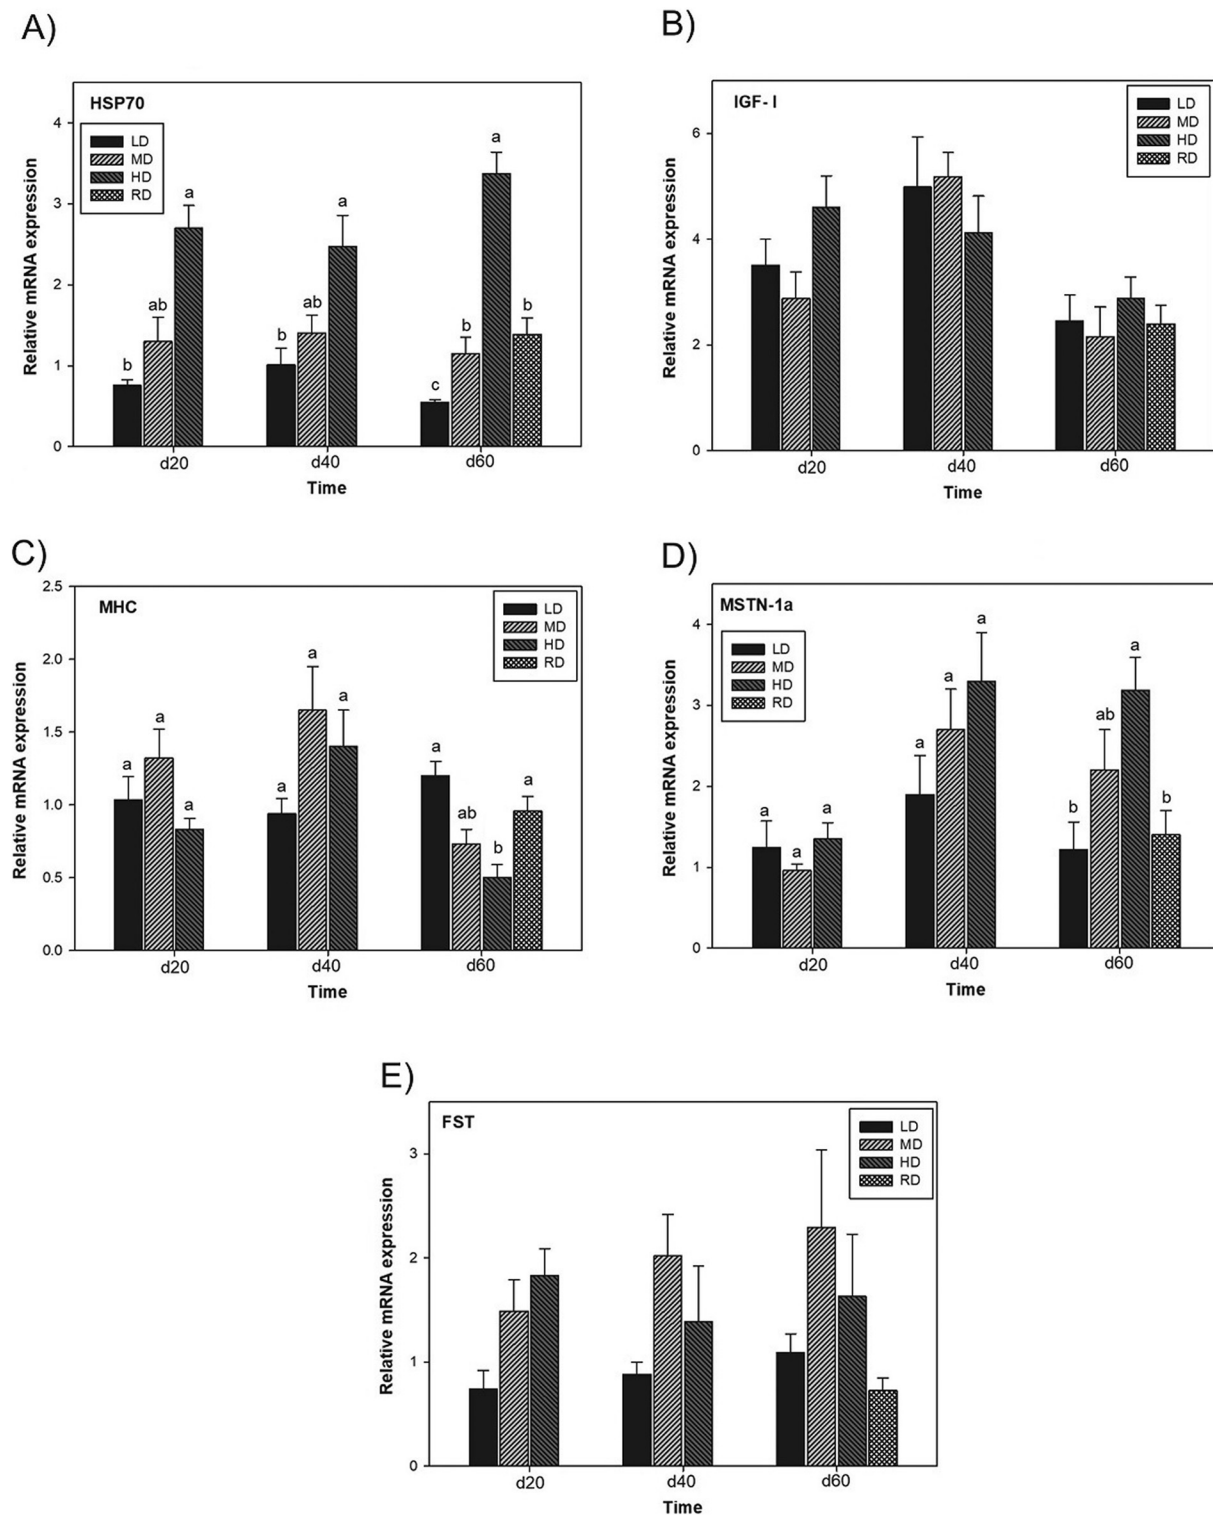 A)
HSP70
LD
MD
HD
RD
Relative mRNA expression
4
3
2
1
0
b
ab
a
b
ab
a
c
b
a
b
d20
d40
d60
Time
B)
IGF- I
LD
MD
HD
RD
Relative mRNA expression
6
4
2
0
d20
d40
d60
Time
C)
MHC
LD
MD
HD
RD
Relative mRNA expression
2.5
2.0
1.5
1.0
0.5
0.0
a
a
a
a
a
a
a
ab
b
a
d20
d40
d60
Time
D)
MSTN-1a
LD
MD
HD
RD
Relative mRNA expression
4
3
2
1
0
a
a
a
a
a
a
b
ab
a
b
d20
d40
d60
Time
E)
FST
LD
MD
HD
RD
Relative mRNA expression
3
2
1
0
d20
d40
d60
Time